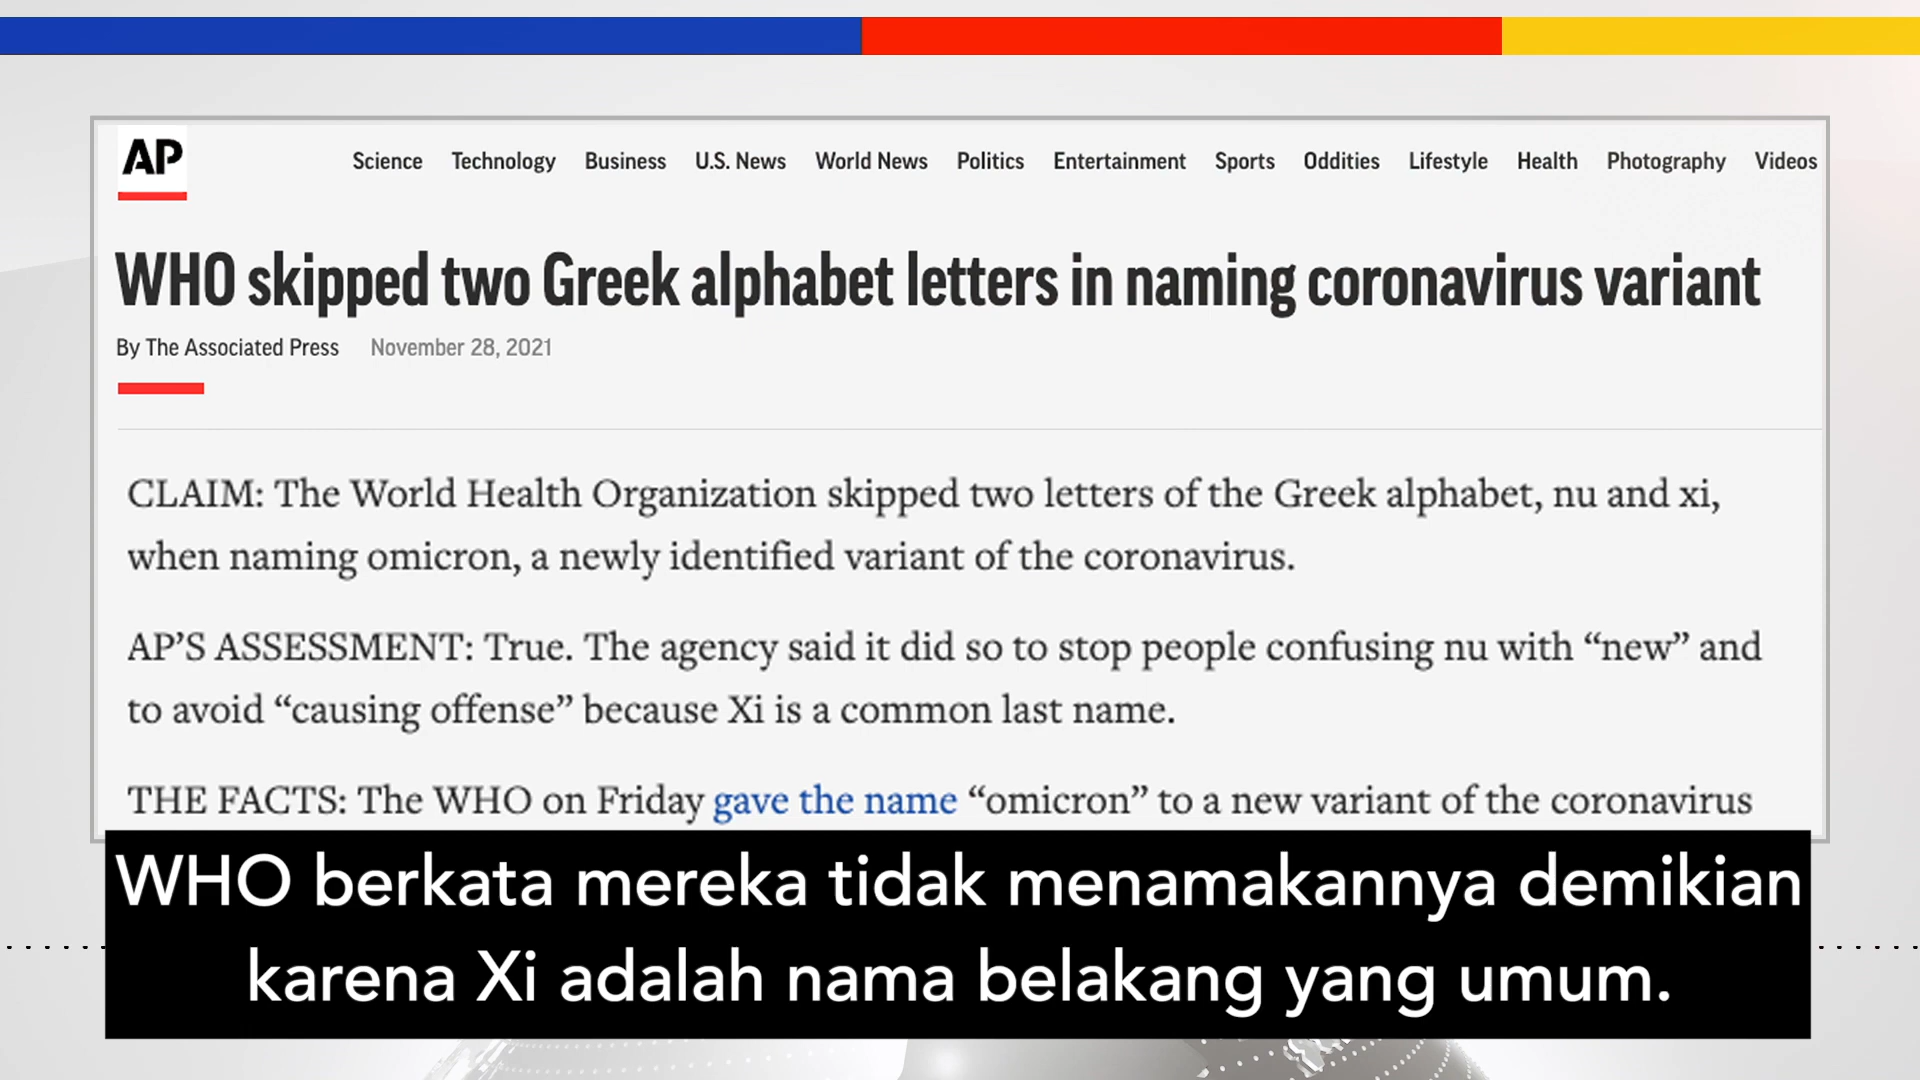 AP
Science Technology Business U.S. News World News Politics Entertainment Sports Oddities Lifestyle Health Photography Videos
WHO skipped two Greek alphabet letters in naming coronavirus variant
By The Associated Press November 28, 2021
CLAIM: The World Health Organization skipped two letters of the Greek alphabet, nu and xi,
when naming omicron, a newly identified variant of the coronavirus.
AP’S ASSESSMENT: True. The agency said it did so to stop people confusing nu with “new” and
to avoid “causing offense” because Xi is a common last name.
THE FACTS: The WHO on Friday gave the name “omicron” to a new variant of the coronavirus
WHO berkata mereka tidak menamakannya demikian
karena Xi adalah nama belakang yang umum.